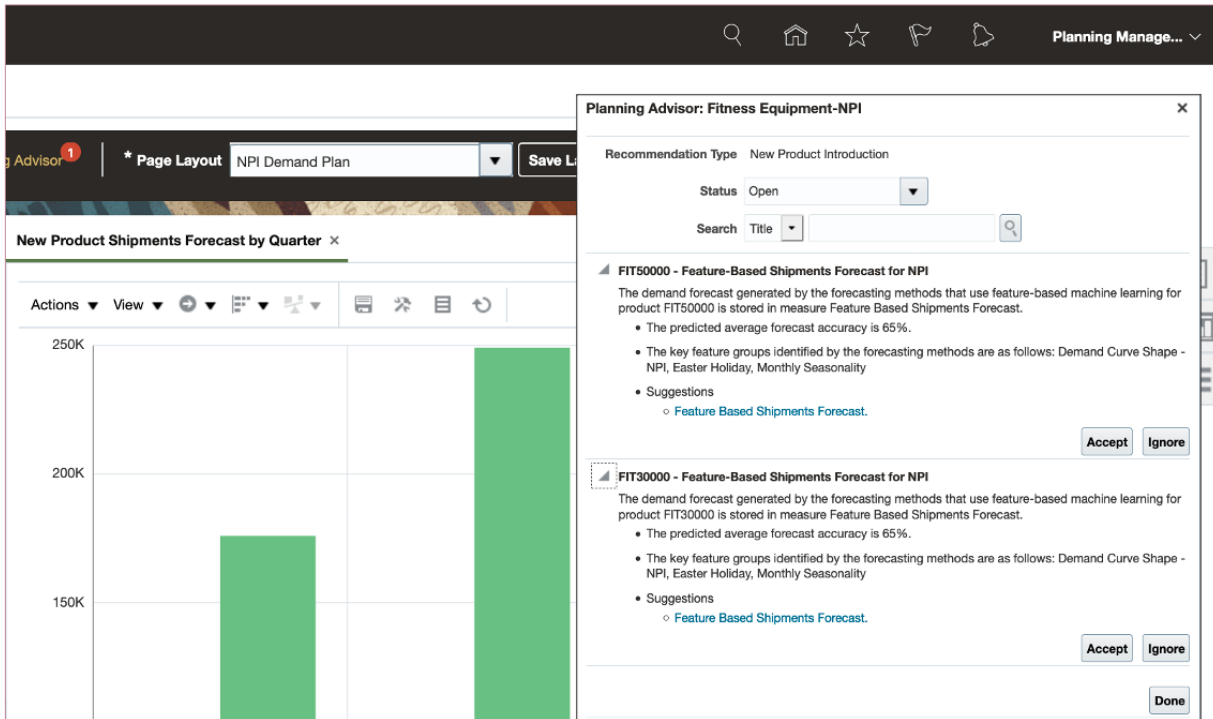 Planning Manage...
Advisor 1
* Page Layout NPI Demand Plan Save
New Product Shipments Forecast by Quarter ×
Actions View
250K
200K
150K
Planning Advisor: Fitness Equipment-NPI ×
Recommendation Type New Product Introduction
Status Open
Search Title
FIT50000 - Feature-Based Shipments Forecast for NPI
The demand forecast generated by the forecasting methods that use feature-based machine learning for
product FIT50000 is stored in measure Feature Based Shipments Forecast.
• The predicted average forecast accuracy is 65%.
• The key feature groups identified by the forecasting methods are as follows: Demand Curve Shape -
NPI, Easter Holiday, Monthly Seasonality
• Suggestions
○ Feature Based Shipments Forecast.
Accept Ignore
FIT30000 - Feature-Based Shipments Forecast for NPI
The demand forecast generated by the forecasting methods that use feature-based machine learning for
product FIT30000 is stored in measure Feature Based Shipments Forecast.
• The predicted average forecast accuracy is 65%.
• The key feature groups identified by the forecasting methods are as follows: Demand Curve Shape -
NPI, Easter Holiday, Monthly Seasonality
• Suggestions
○ Feature Based Shipments Forecast.
Accept Ignore
Done